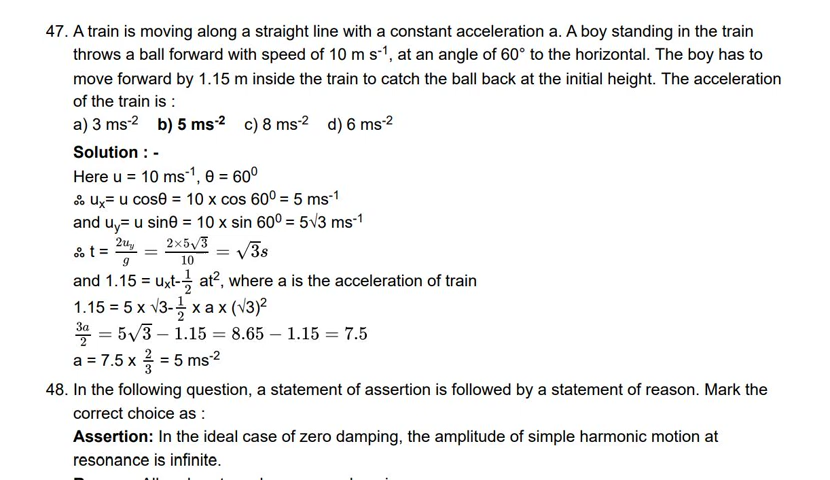 47. A train is moving along a straight line with a constant acceleration a. A boy standing in the train
throws a ball forward with speed of 10 m s⁻¹, at an angle of 60° to the horizontal. The boy has to
move forward by 1.15 m inside the train to catch the ball back at the initial height. The acceleration
of the train is :
a) 3 ms⁻² b) 5 ms⁻² c) 8 ms⁻² d) 6 ms⁻²
Solution : -
Here u = 10 ms⁻¹, θ = 60⁰
∴ uₓ= u cosθ = 10 x cos 60⁰ = 5 ms⁻¹
and u_y= u sinθ = 10 x sin 60⁰ = 5√3 ms⁻¹
∴ t = 2u_y/g = 2×5√3/10 = √3s
and 1.15 = uₓt-1/2 at², where a is the acceleration of train
1.15 = 5 x √3-1/2 x a x (√3)²
3a/2 = 5√3 − 1.15 = 8.65 − 1.15 = 7.5
a = 7.5 x 2/3 = 5 ms⁻²
48. In the following question, a statement of assertion is followed by a statement of reason. Mark the
correct choice as :
Assertion: In the ideal case of zero damping, the amplitude of simple harmonic motion at
resonance is infinite.